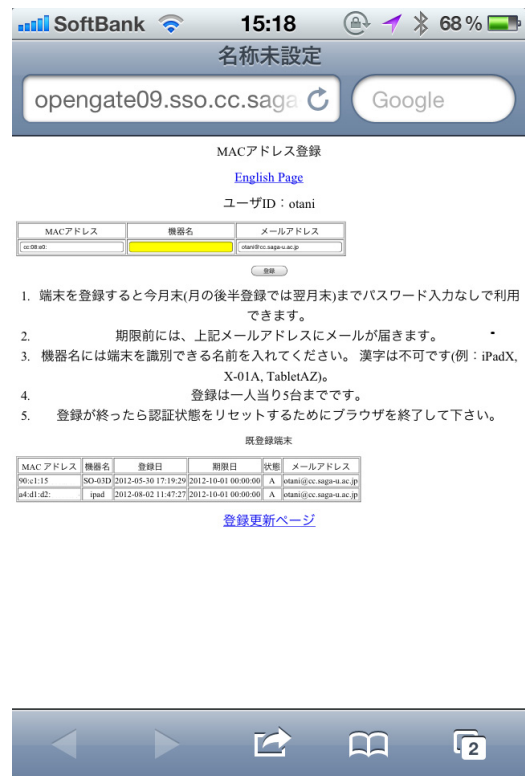 SoftBank 15:18 68%
名称未設定
opengate09.sso.cc.saga Google
MACアドレス登録
English Page
ユーザID：otani
MACアドレス 機器名 メールアドレス
cc:08:e0: otani@cc.saga-u.ac.jp
登録
1. 端末を登録すると今月末(月の後半登録では翌月末)までパスワード入力なしで利用
できます。
2. 期限前には、上記メールアドレスにメールが届きます。
3. 機器名には端末を識別できる名前を入れてください。 漢字は不可です(例：iPadX,
X-01A, TabletAZ)。
4. 登録は一人当り5台までです。
5. 登録が終ったら認証状態をリセットするためにブラウザを終了して下さい。
既登録端末
MAC アドレス 機器名 登録日 期限日 状態 メールアドレス
90:c1:15 SO-03D 2012-05-30 17:19:29 2012-10-01 00:00:00 A otani@cc.saga-u.ac.jp
a4:d1:d2: ipad 2012-08-02 11:47:27 2012-10-01 00:00:00 A otani@cc.saga-u.ac.jp
登録更新ページ
2